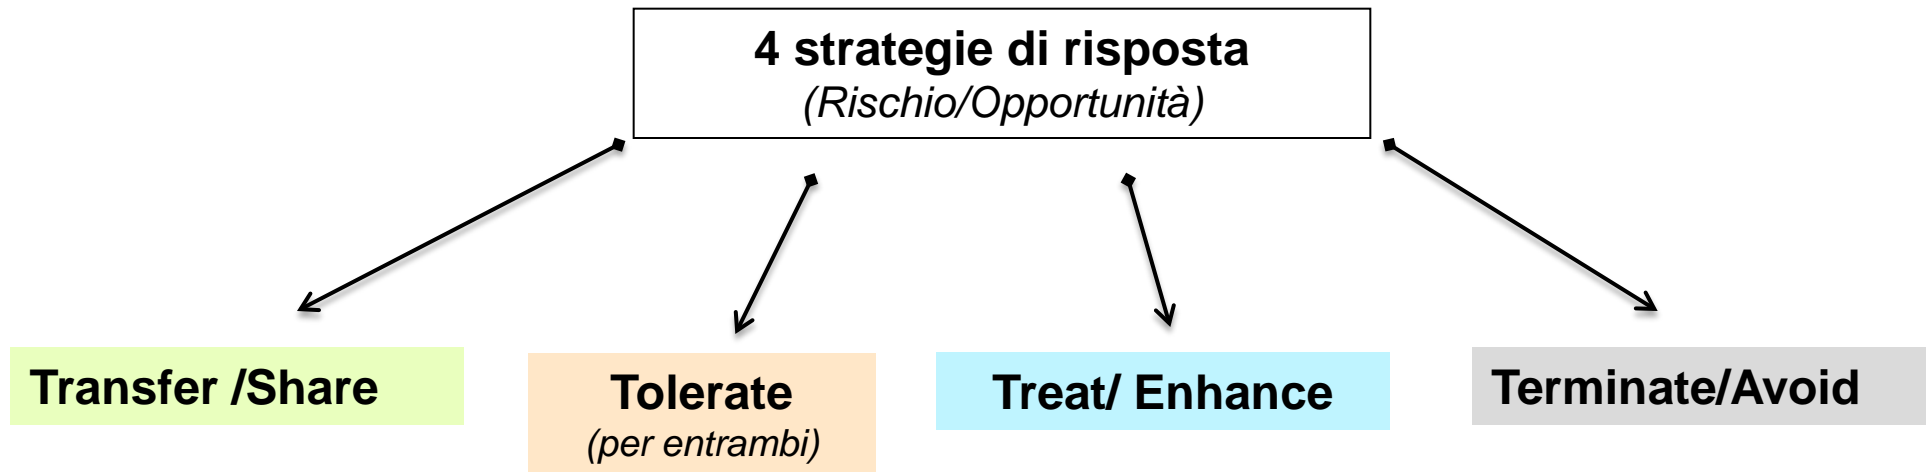 4 strategie di risposta
(Rischio/Opportunità)
Transfer /Share
Tolerate
(per entrambi)
Treat/ Enhance
Terminate/Avoid